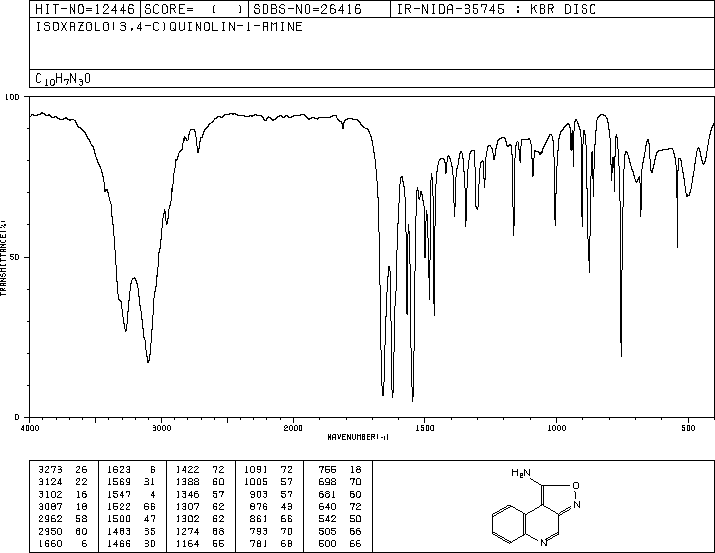 HIT-NO=12446 SCORE= ( ) SDBS-NO=26416 IR-NIDA-35745 : KBR DISC
ISOXAZOLO(3,4-C)QUINOLIN-1-AMINE
C10H7N3O
100
TRANSMITTANCE(%)
50
0
4000 3000 2000 1500 1000 500
WAVENUMBER(-1)
3273 26 1623 6 1422 72 1091 72 766 18
3124 22 1569 31 1388 60 1005 57 698 70
3102 16 1547 4 1346 57 903 57 681 60
3087 18 1522 66 1307 62 876 43 640 72
2962 58 1500 47 1302 62 861 66 542 50
2950 60 1483 35 1274 68 793 70 505 66
1660 6 1466 30 1164 55 781 68 500 66
H2N
O
N
N